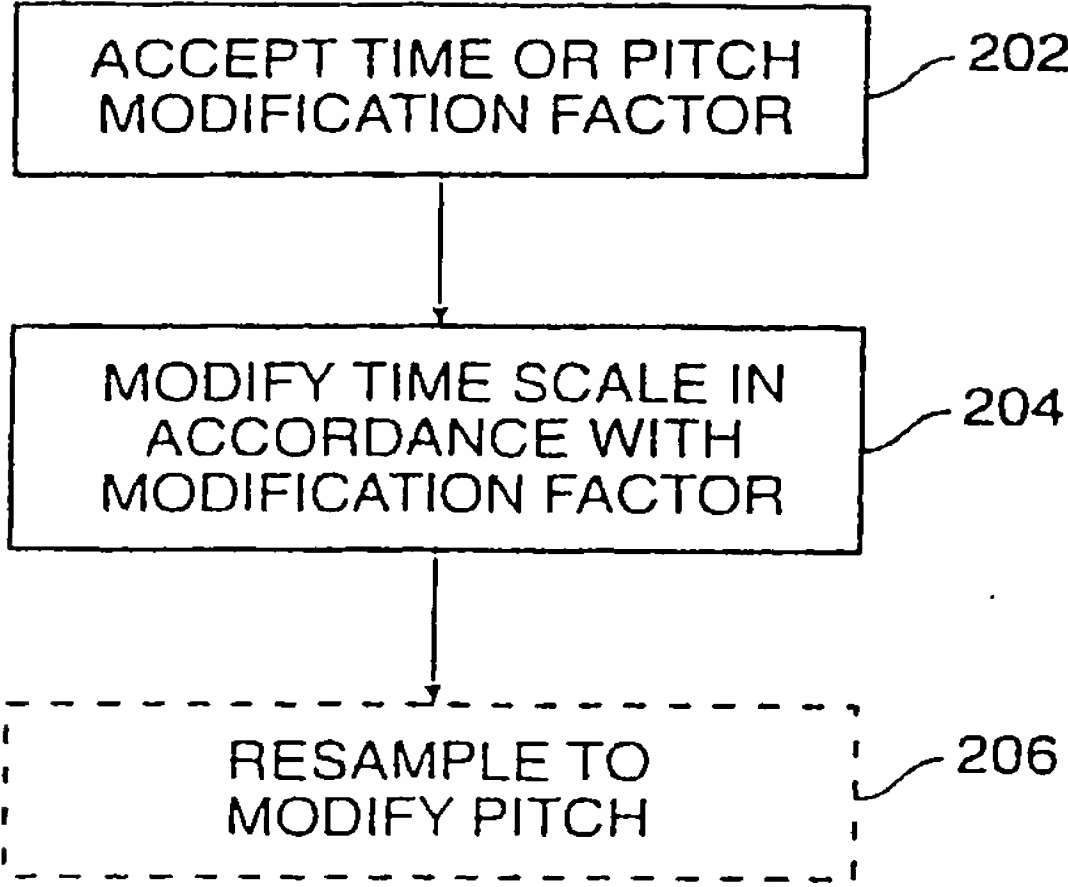 ACCEPT TIME OR PITCH
MODIFICATION FACTOR
202
MODIFY TIME SCALE IN
ACCORDANCE WITH
MODIFICATION FACTOR
204
RESAMPLE TO
MODIFY PITCH
206